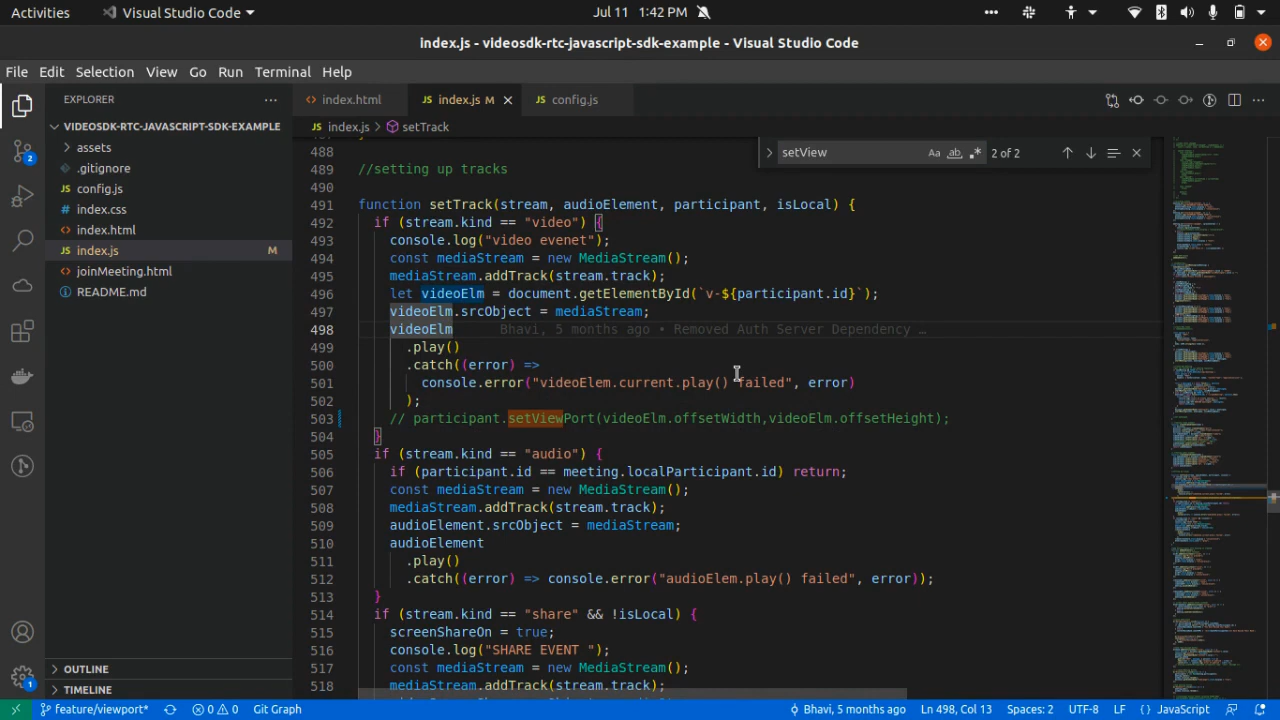 Activities
Visual Studio Code
Jul 11 1:42 PM
index.js - videosdk-rtc-javascript-sdk-example - Visual Studio Code
File Edit Selection View Go Run Terminal Help
EXPLORER
VIDEOSDK-RTC-JAVASCRIPT-SDK-EXAMPLE
assets
.gitignore
config.js
index.css
index.html
index.js M
joinMeeting.html
README.md
OUTLINE
TIMELINE
2
1
index.html
index.js M
config.js
index.js > setTrack
setView
Aa ab .*
2 of 2
488
489 //setting up tracks
490
491 function setTrack(stream, audioElement, participant, isLocal) {
492 if (stream.kind == "video") {
493 console.log("video evenet");
494 const mediaStream = new MediaStream();
495 mediaStream.addTrack(stream.track);
496 let videoElm = document.getElementById(`v-${participant.id}`);
497 videoElm.srcObject = mediaStream;
498 videoElm Bhavi, 5 months ago • Removed Auth Server Dependency …
499 .play()
500 .catch((error) =>
501 console.error("videoElem.current.play() failed", error)
502 );
503 // participant.setViewPort(videoElm.offsetWidth,videoElm.offsetHeight);
504 }
505 if (stream.kind == "audio") {
506 if (participant.id == meeting.localParticipant.id) return;
507 const mediaStream = new MediaStream();
508 mediaStream.addTrack(stream.track);
509 audioElement.srcObject = mediaStream;
510 audioElement
511 .play()
512 .catch((error) => console.error("audioElem.play() failed", error));
513 }
514 if (stream.kind == "share" && !isLocal) {
515 screenShareOn = true;
516 console.log("SHARE EVENT ");
517 const mediaStream = new MediaStream();
518 mediaStream.addTrack(stream.track);
feature/viewport* 0 0 Git Graph Bhavi, 5 months ago Ln 498, Col 13 Spaces: 2 UTF-8 LF { } JavaScript